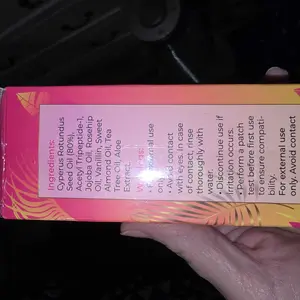 Ingredients:
Cyperus Rotundus
Seed Oil (80%),
Acetyl Tripeptide-1,
Jojoba Oil, Rosehip
Oil, Vanillin, Sweet
Almond Oil, Tea
Tree Oil, Aloe
Extract.
use
only.
• Avoid contact
with eyes. In case
of contact, rinse
thoroughly with
water.
• Discontinue use if
irritation occurs.
• Perform a patch
test before first use
to ensure compati-
bility.
For external use
only. Avoid contact